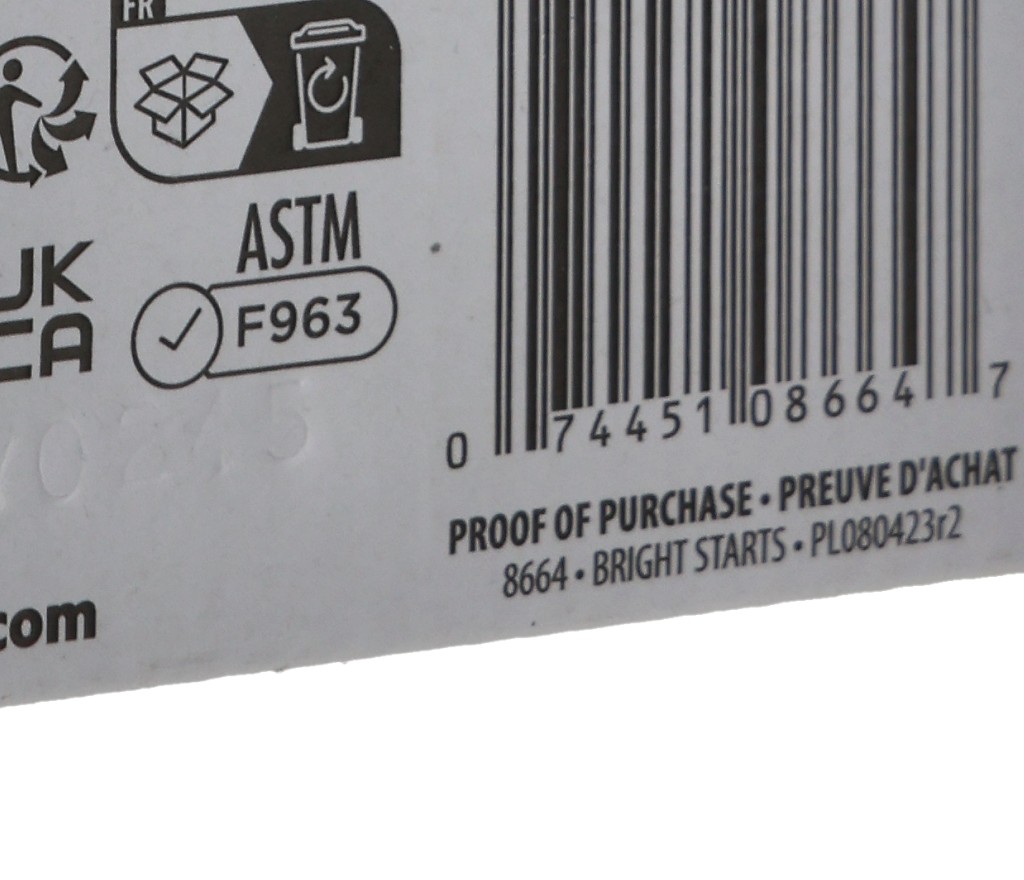 FR
ASTM
F963
UK
CA
0 74451 08664 7
PROOF OF PURCHASE • PREUVE D'ACHAT
8664 • BRIGHT STARTS • PL080423r2
.com